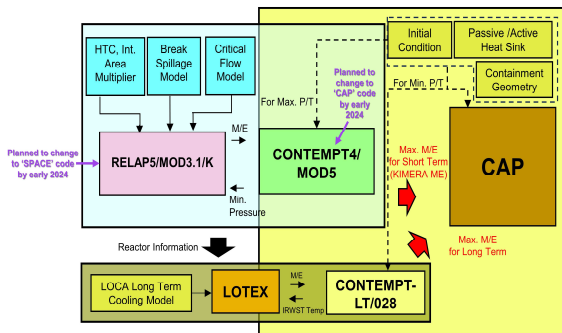 HTC, Int.
Area
Multiplier
Break
Spillage
Model
Critical
Flow
Model
Initial
Condition
Passive /Active
Heat Sink
Containment
Geometry
Planned to
change to
'CAP' code
by early
2024
For Min. P/T
For Max. P/T
Planned to change
to 'SPACE' code
by early 2024
RELAP5/MOD3.1/K
M/E
Min.
Pressure
CONTEMPT4/
MOD5
Max. M/E
for Short Term
(KIMERA ME)
CAP
Max. M/E
for Long Term
Reactor Information
LOCA Long Term
Cooling Model
LOTEX
M/E
IRWST Temp
CONTEMPT-
LT/028